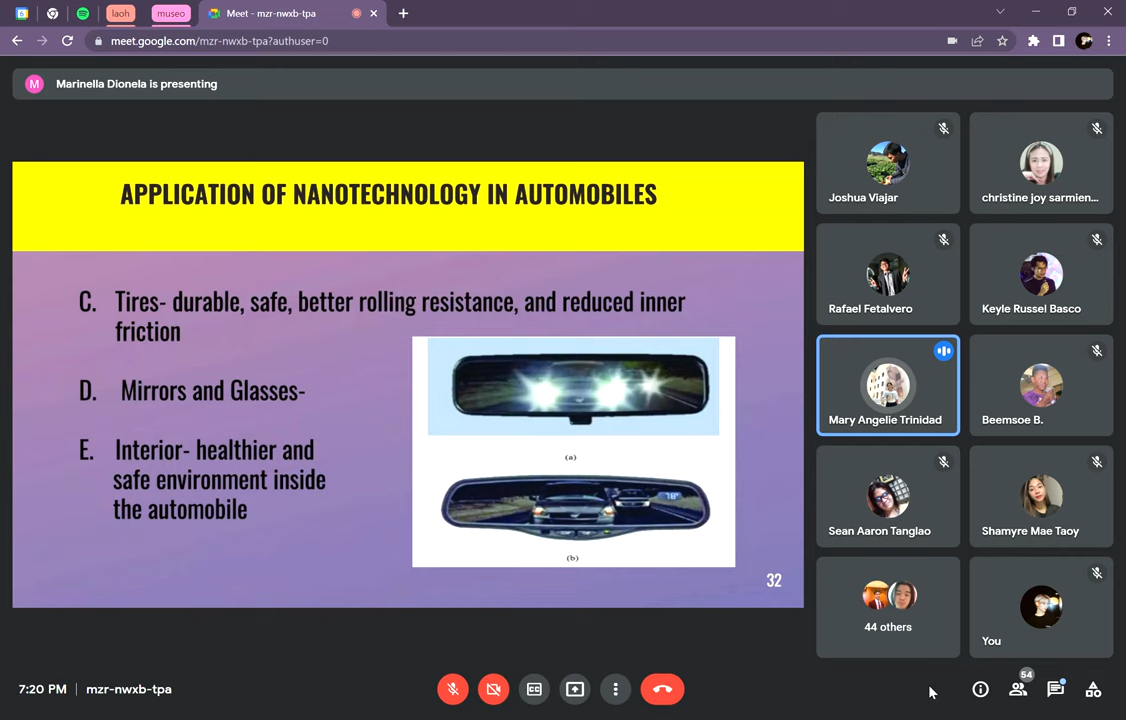 laoh
museo
Meet - mzr-nwxb-tpa
meet.google.com/mzr-nwxb-tpa?authuser=0
M
Marinella Dionela is presenting
APPLICATION OF NANOTECHNOLOGY IN AUTOMOBILES
C. Tires- durable, safe, better rolling resistance, and reduced inner
friction
D. Mirrors and Glasses-
E. Interior- healthier and
safe environment inside
the automobile
(a)
(b)
32
Joshua Viajar
christine joy sarmien...
Rafael Fetalvero
Keyle Russel Basco
Mary Angelie Trinidad
Beemsoe B.
Sean Aaron Tanglao
Shamyre Mae Taoy
44 others
You
7:20 PM | mzr-nwxb-tpa
54